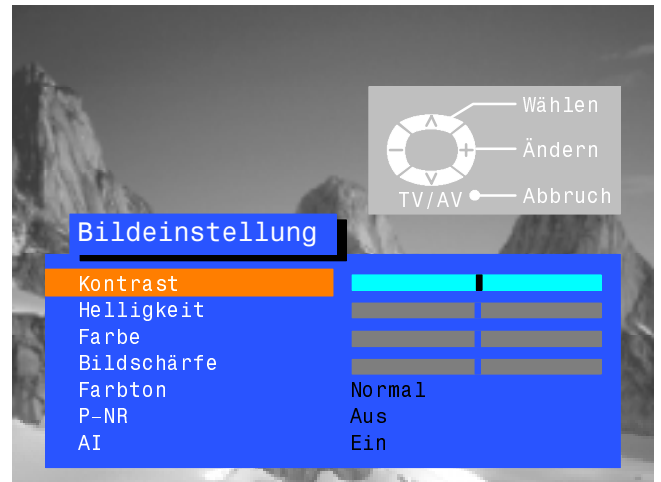 Wählen
Ändern
TV/AV Abbruch
Bildeinstellung
Kontrast
Helligkeit
Farbe
Bildschärfe
Farbton Normal
P-NR Aus
AI Ein